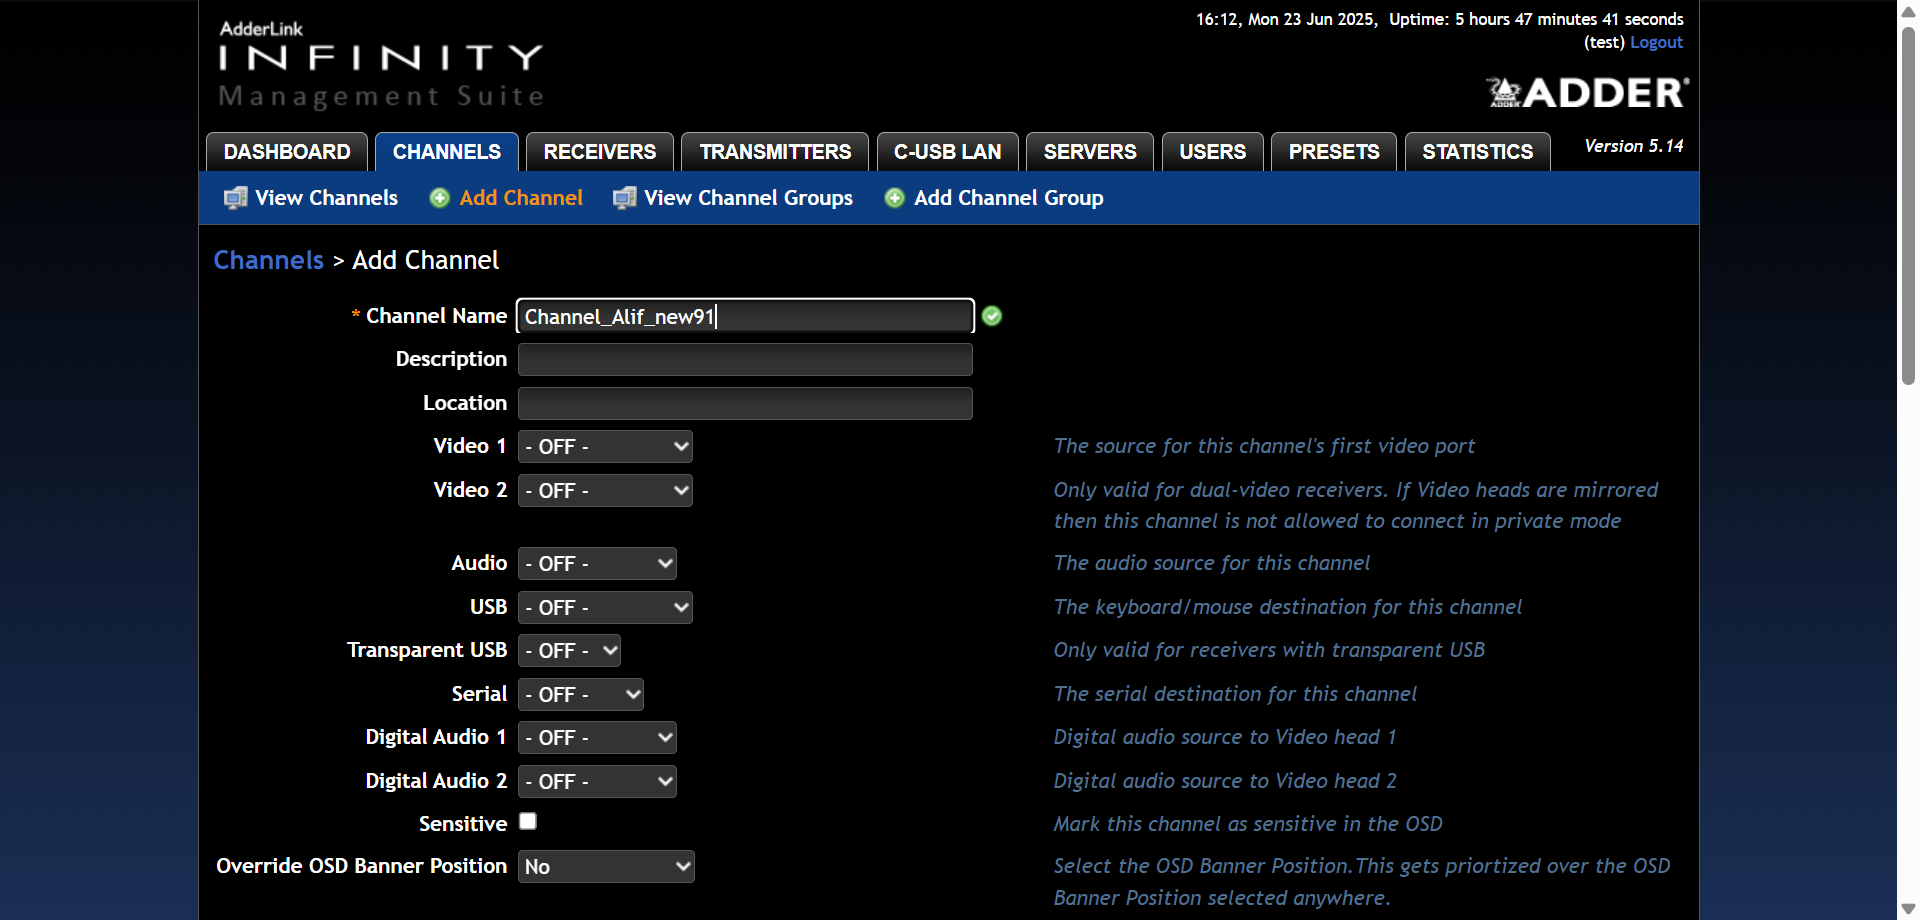 AdderLink
INFINITY
Management Suite
16:12, Mon 23 Jun 2025, Uptime: 5 hours 47 minutes 41 seconds
(test) Logout
ADDER
ADDER
DASHBOARD CHANNELS RECEIVERS TRANSMITTERS C-USB LAN SERVERS USERS PRESETS STATISTICS Version 5.14
View Channels Add Channel View Channel Groups Add Channel Group
Channels > Add Channel
* Channel Name Channel_Alif_new91
Description
Location
Video 1 - OFF - The source for this channel's first video port
Video 2 - OFF - Only valid for dual-video receivers. If Video heads are mirrored
then this channel is not allowed to connect in private mode
Audio - OFF - The audio source for this channel
USB - OFF - The keyboard/mouse destination for this channel
Transparent USB - OFF - Only valid for receivers with transparent USB
Serial - OFF - The serial destination for this channel
Digital Audio 1 - OFF - Digital audio source to Video head 1
Digital Audio 2 - OFF - Digital audio source to Video head 2
Sensitive Mark this channel as sensitive in the OSD
Override OSD Banner Position No Select the OSD Banner Position.This gets priortized over the OSD
Banner Position selected anywhere.